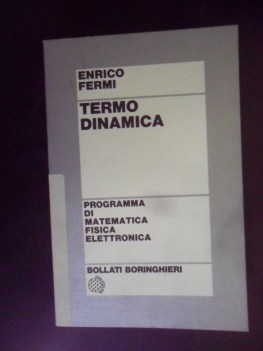 ENRICO
FERMI
TERMO
DINAMICA
PROGRAMMA
DI
MATEMATICA
FISICA
ELETTRONICA
BOLLATI BORINGHIERI